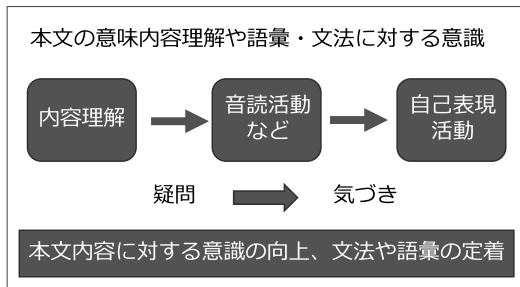 本文の意味内容理解や語彙・文法に対する意識
内容理解
音読活動
など
自己表現
活動
疑問
気づき
本文内容に対する意識の向上、文法や語彙の定着